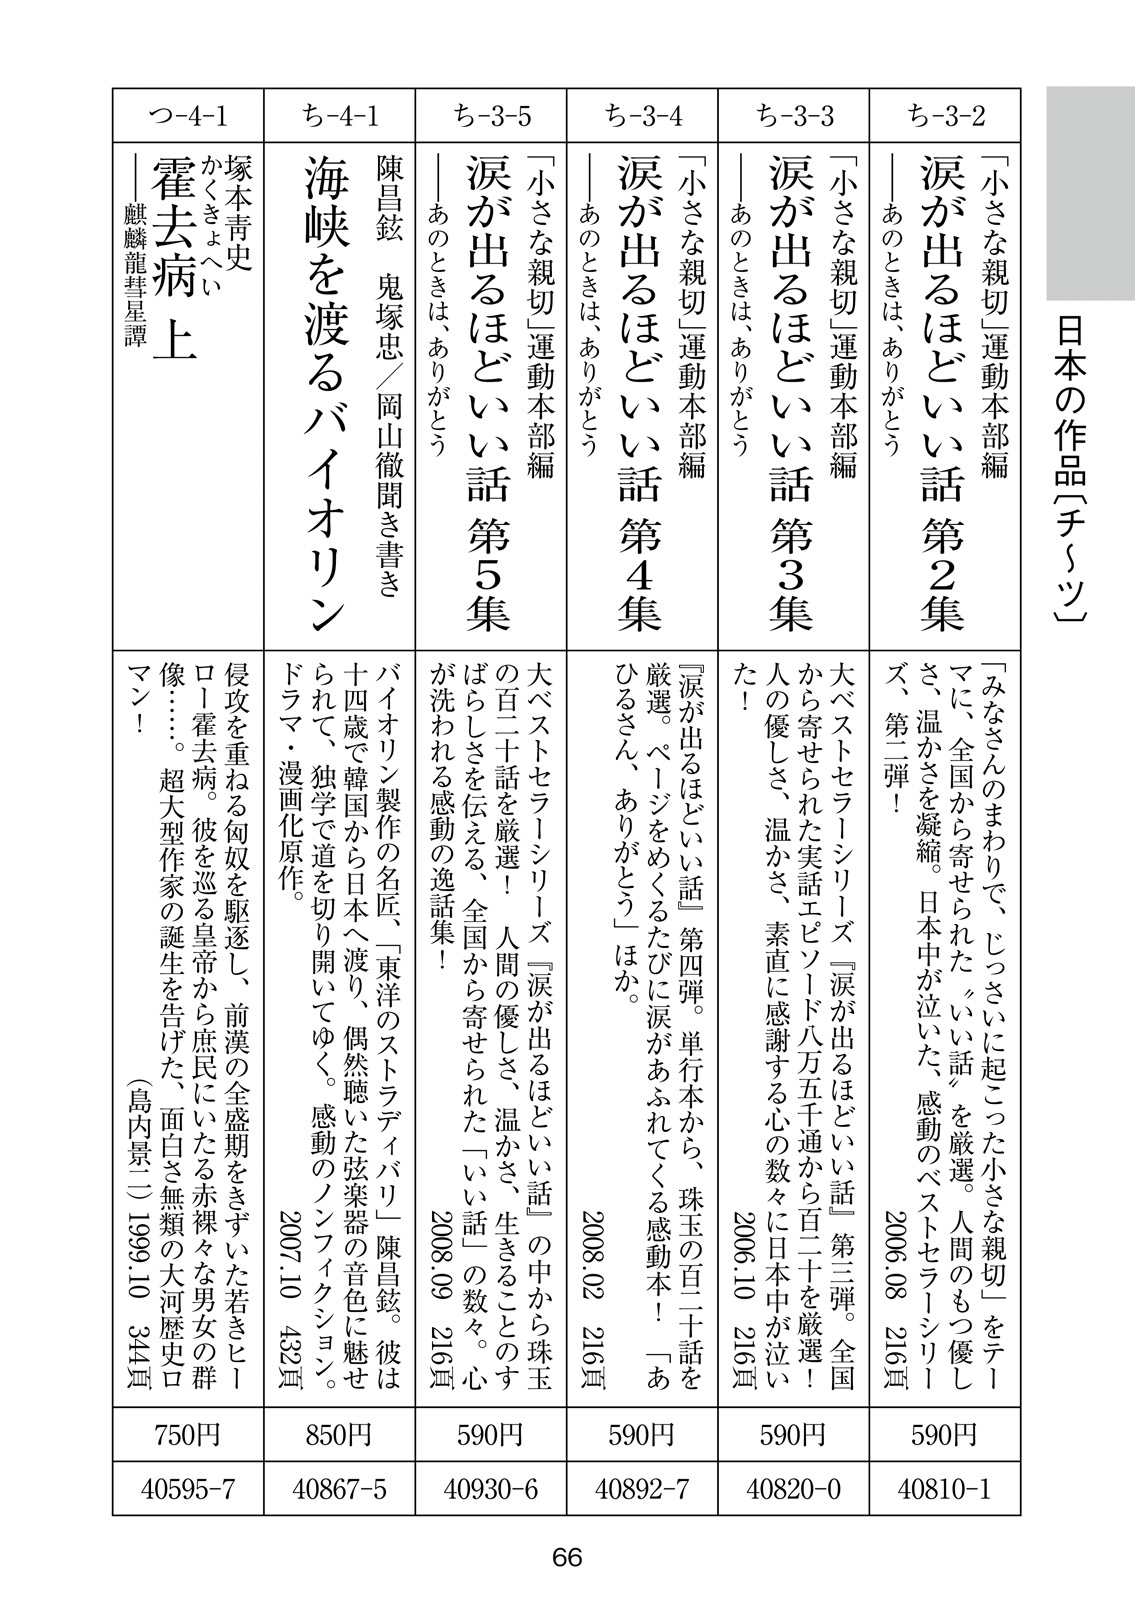 日本の作品〔チ～ツ〕
ち-3-2
「小さな親切」運動本部編
涙が出るほどいい話 第2集
――あのときは、ありがとう
「みなさんのまわりで、じっさいに起こった小さな親切」をテー
マに、全国から寄せられた〝いい話〟を厳選。人間のもつ優し
さ、温かさを凝縮。日本中が泣いた、感動のベストセラーシリー
ズ、第二弾！
2006.08 216頁
590円
40810-1
ち-3-3
「小さな親切」運動本部編
涙が出るほどいい話 第3集
――あのときは、ありがとう
大ベストセラーシリーズ『涙が出るほどいい話』第三弾。全国
から寄せられた実話エピソード八万五千通から百二十を厳選！
人の優しさ、温かさ、素直に感謝する心の数々に日本中が泣い
た！
2006.10 216頁
590円
40820-0
ち-3-4
「小さな親切」運動本部編
涙が出るほどいい話 第4集
――あのときは、ありがとう
『涙が出るほどいい話』第四弾。単行本から、珠玉の百二十話を
厳選。ページをめくるたびに涙があふれてくる感動本！ 「あ
ひるさん、ありがとう」ほか。
2008.02 216頁
590円
40892-7
ち-3-5
「小さな親切」運動本部編
涙が出るほどいい話 第5集
――あのときは、ありがとう
大ベストセラーシリーズ『涙が出るほどいい話』の中から珠玉
の百二十話を厳選！ 人間の優しさ、温かさ、生きることのす
ばらしさを伝える、全国から寄せられた「いい話」の数々。心
が洗われる感動の逸話集！
2008.09 216頁
590円
40930-6
ち-4-1
陳昌鉉 鬼塚忠／岡山徹聞き書き
海峡を渡るバイオリン
バイオリン製作の名匠、「東洋のストラディバリ」陳昌鉉。彼は
十四歳で韓国から日本へ渡り、偶然聴いた弦楽器の音色に魅せ
られて、独学で道を切り開いてゆく。感動のノンフィクション。
ドラマ・漫画化原作。
2007.10 432頁
850円
40867-5
つ-4-1
塚本靑史
かくきょへい
霍去病 上
――麒麟龍彗星譚
侵攻を重ねる匈奴を駆逐し、前漢の全盛期をきずいた若きヒー
ロー霍去病。彼を巡る皇帝から庶民にいたる赤裸々な男女の群
像……。超大型作家の誕生を告げた、面白さ無類の大河歴史ロ
マン！
（島内景二）1999.10 344頁
750円
40595-7
66